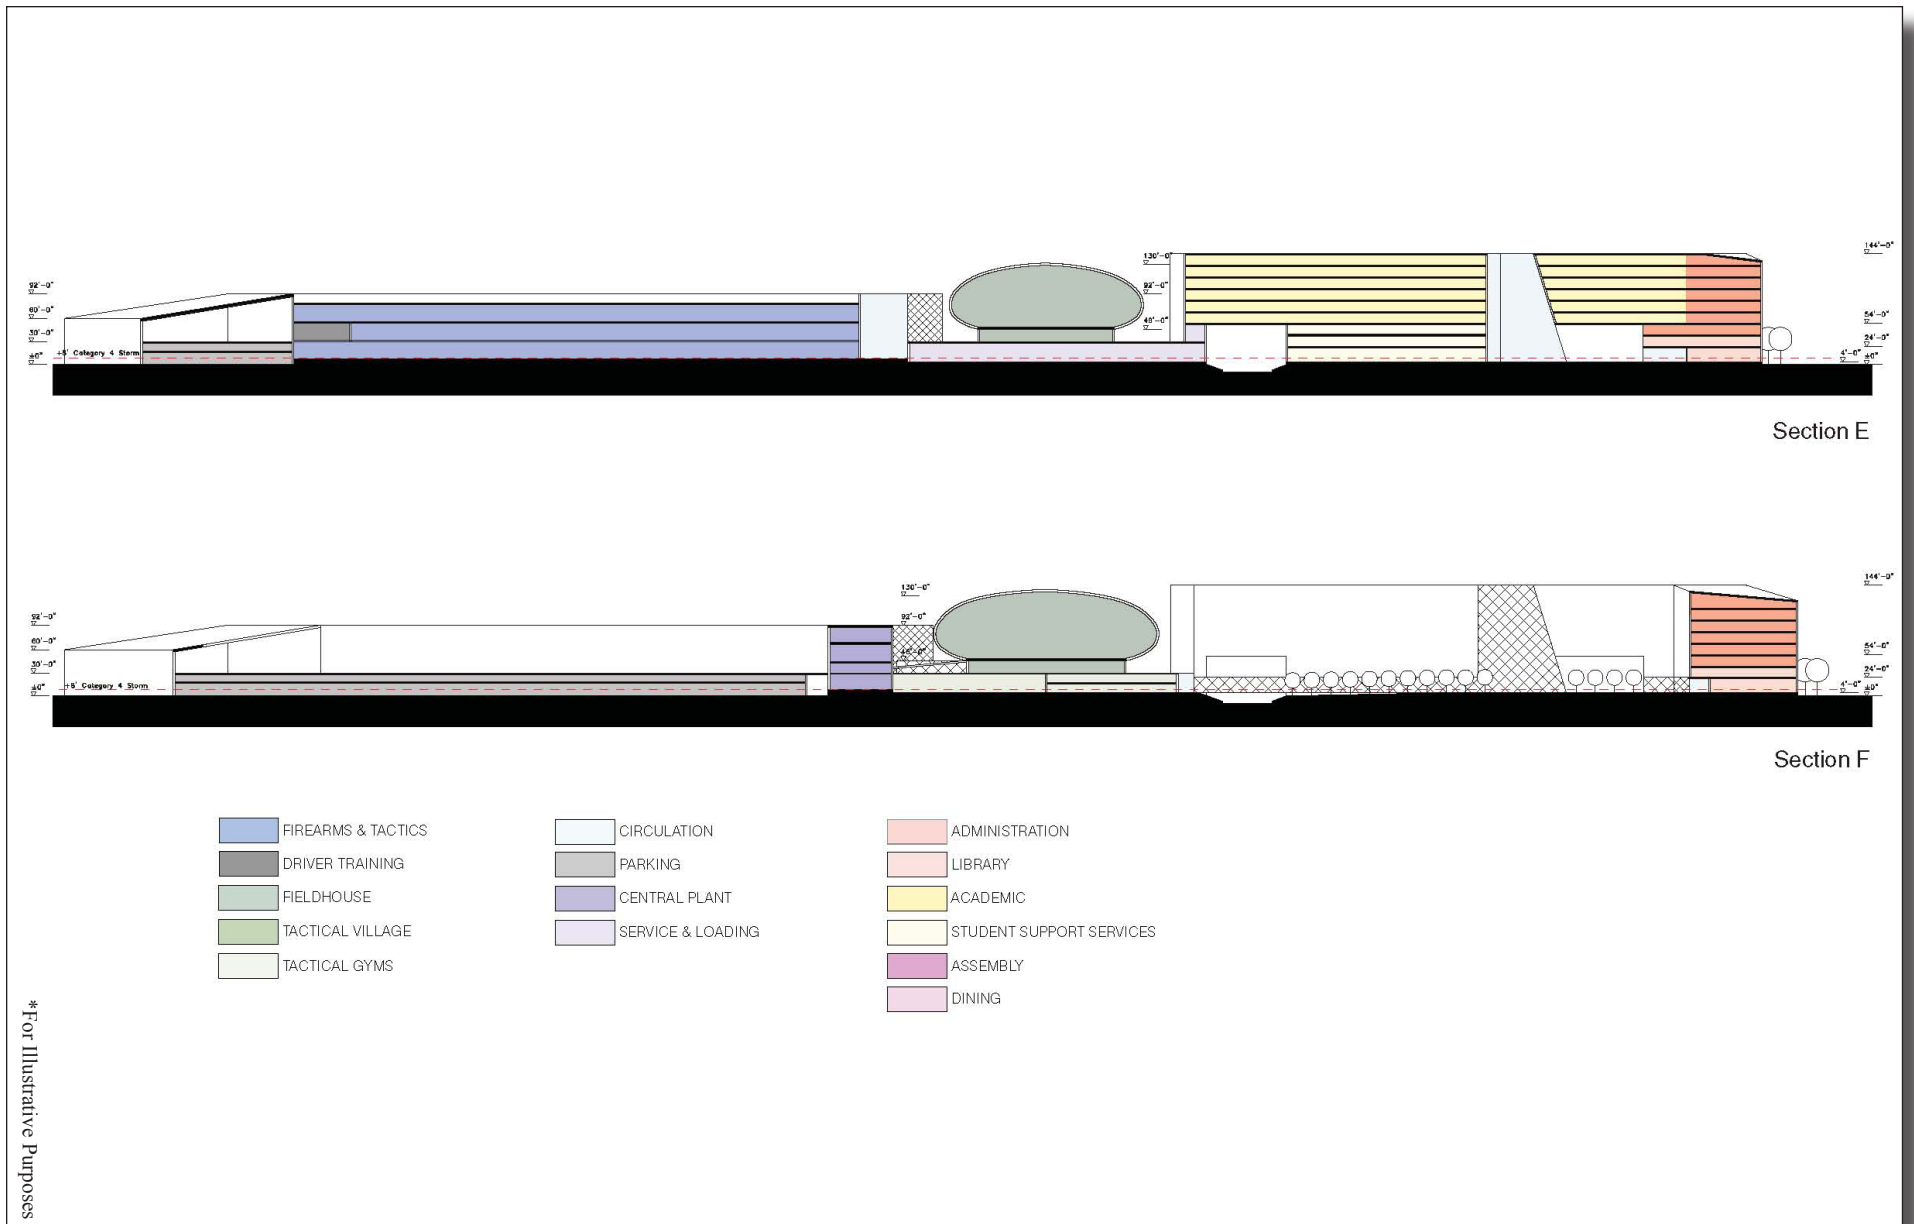 144'-0"
130'-0"
92'-0"
92'-0"
60'-0"
54'-0"
46'-0"
30'-0"
24'-0"
+8' Category 4 Storm
±0"
4'-0"
±0"
Section E
144'-0"
130'-0"
92'-0"
92'-0"
60'-0"
54'-0"
46'-0"
30'-0"
24'-0"
+8' Category 4 Storm
±0"
4'-0"
±0"
Section F
FIREARMS & TACTICS
DRIVER TRAINING
FIELDHOUSE
TACTICAL VILLAGE
TACTICAL GYMS
CIRCULATION
PARKING
CENTRAL PLANT
SERVICE & LOADING
ADMINISTRATION
LIBRARY
ACADEMIC
STUDENT SUPPORT SERVICES
ASSEMBLY
DINING
*For Illustrative Purposes